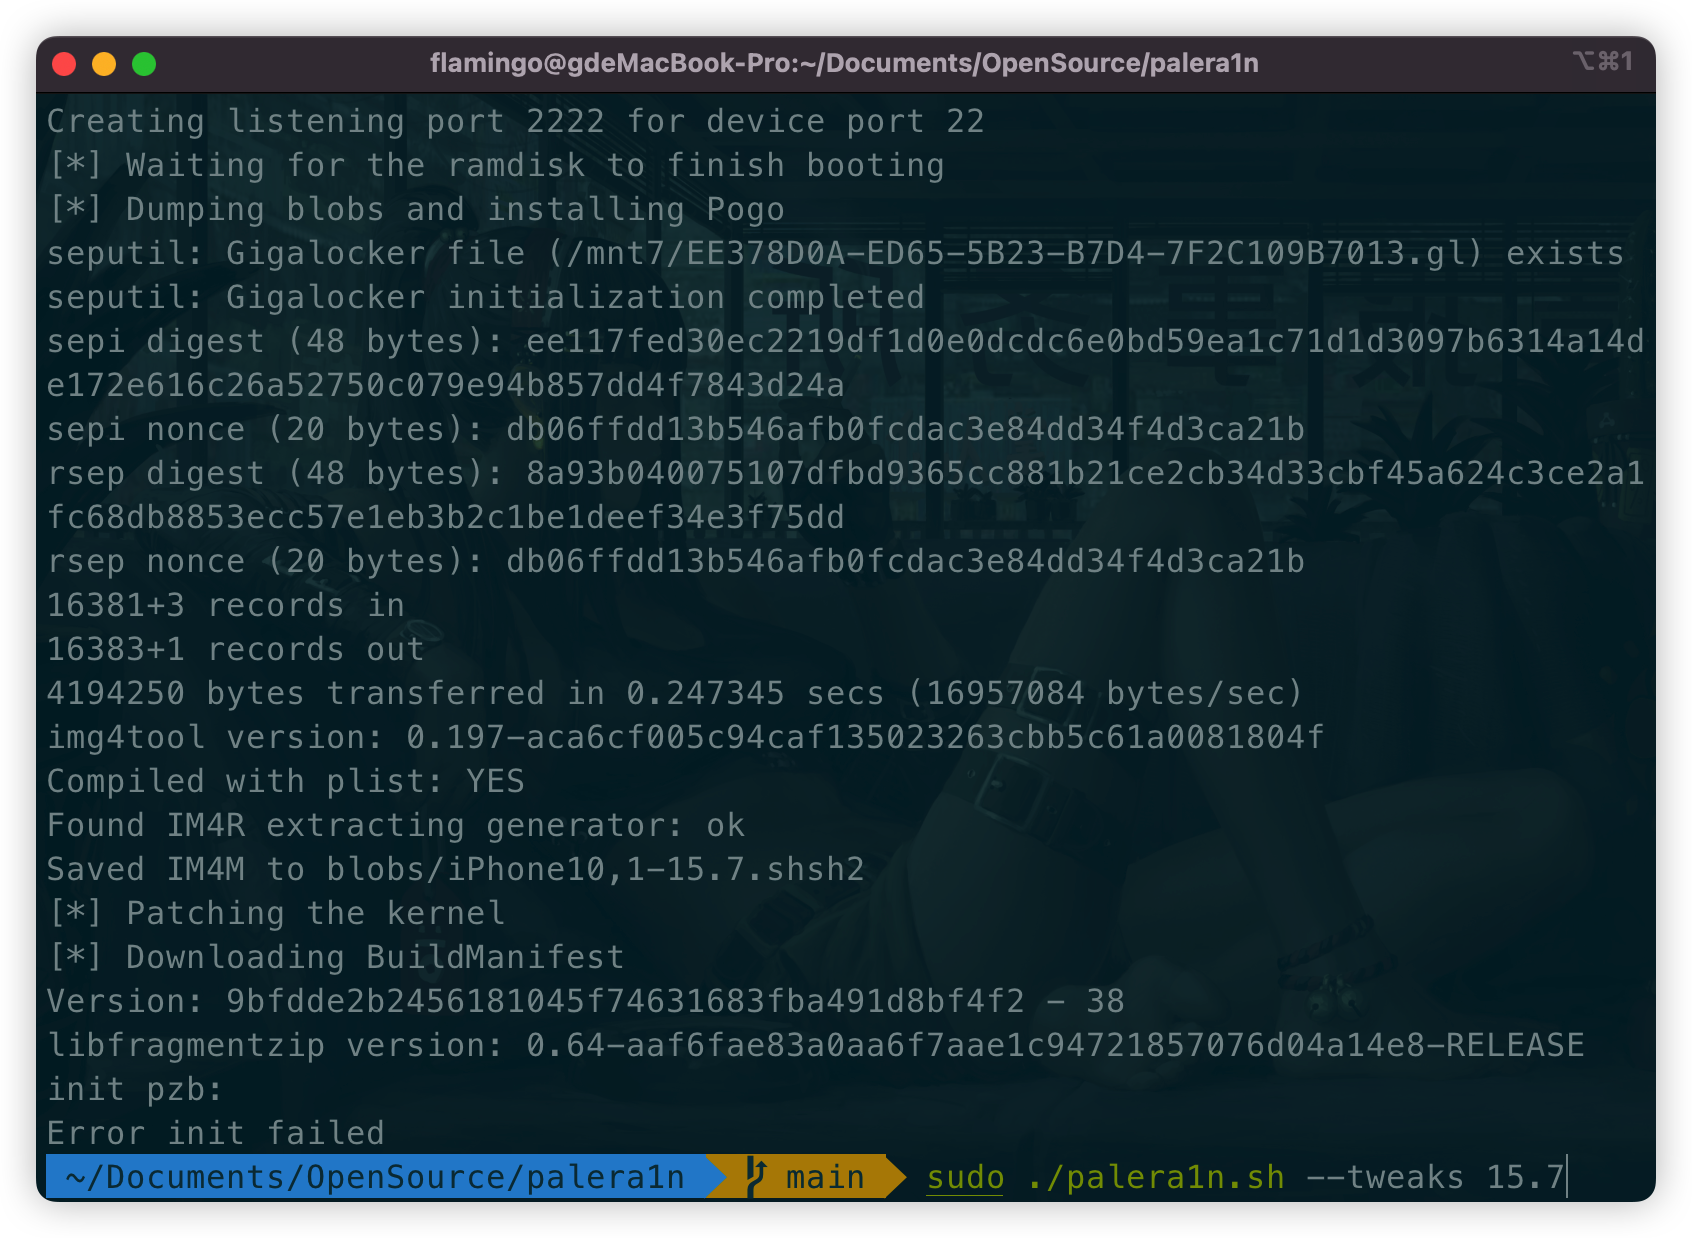 flamingo@gdeMacBook-Pro:~/Documents/OpenSource/palera1n
⌥⌘1
Creating listening port 2222 for device port 22
[*] Waiting for the ramdisk to finish booting
[*] Dumping blobs and installing Pogo
seputil: Gigalocker file (/mnt7/EE378D0A-ED65-5B23-B7D4-7F2C109B7013.gl) exists
seputil: Gigalocker initialization completed
sepi digest (48 bytes): ee117fed30ec2219df1d0e0dcdc6e0bd59ea1c71d1d3097b6314a14d
e172e616c26a52750c079e94b857dd4f7843d24a
sepi nonce (20 bytes): db06ffdd13b546afb0fcdac3e84dd34f4d3ca21b
rsep digest (48 bytes): 8a93b040075107dfbd9365cc881b21ce2cb34d33cbf45a624c3ce2a1
fc68db8853ecc57e1eb3b2c1be1deef34e3f75dd
rsep nonce (20 bytes): db06ffdd13b546afb0fcdac3e84dd34f4d3ca21b
16381+3 records in
16383+1 records out
4194250 bytes transferred in 0.247345 secs (16957084 bytes/sec)
img4tool version: 0.197-aca6cf005c94caf135023263cbb5c61a0081804f
Compiled with plist: YES
Found IM4R extracting generator: ok
Saved IM4M to blobs/iPhone10,1-15.7.shsh2
[*] Patching the kernel
[*] Downloading BuildManifest
Version: 9bfdde2b2456181045f74631683fba491d8bf4f2 - 38
libfragmentzip version: 0.64-aaf6fae83a0aa6f7aae1c94721857076d04a14e8-RELEASE
init pzb:
Error init failed
~/Documents/OpenSource/palera1n main sudo ./palera1n.sh --tweaks 15.7